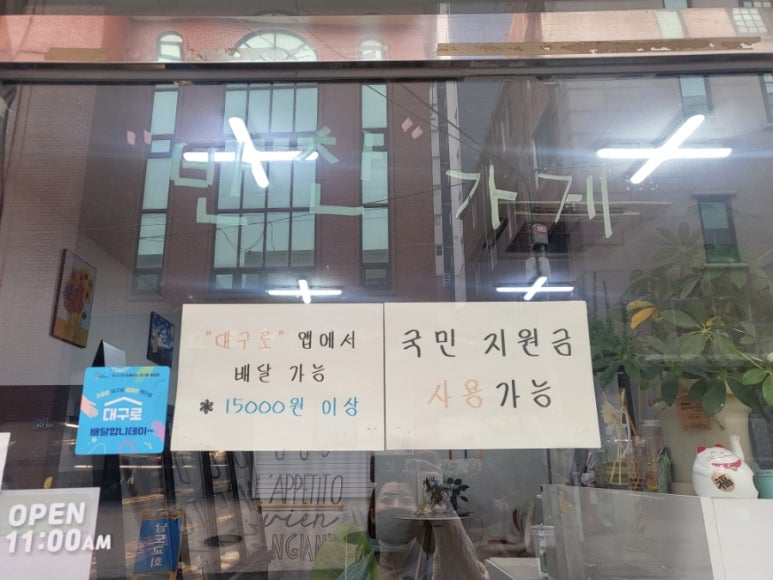 "반찬" 가게
"대구로" 앱에서
배달 가능
❃ 15000원 이상
국민 지원금
사용가능
대구로
배달합니데이~
OPEN
11:00AM
L'APPETITO
vien
福